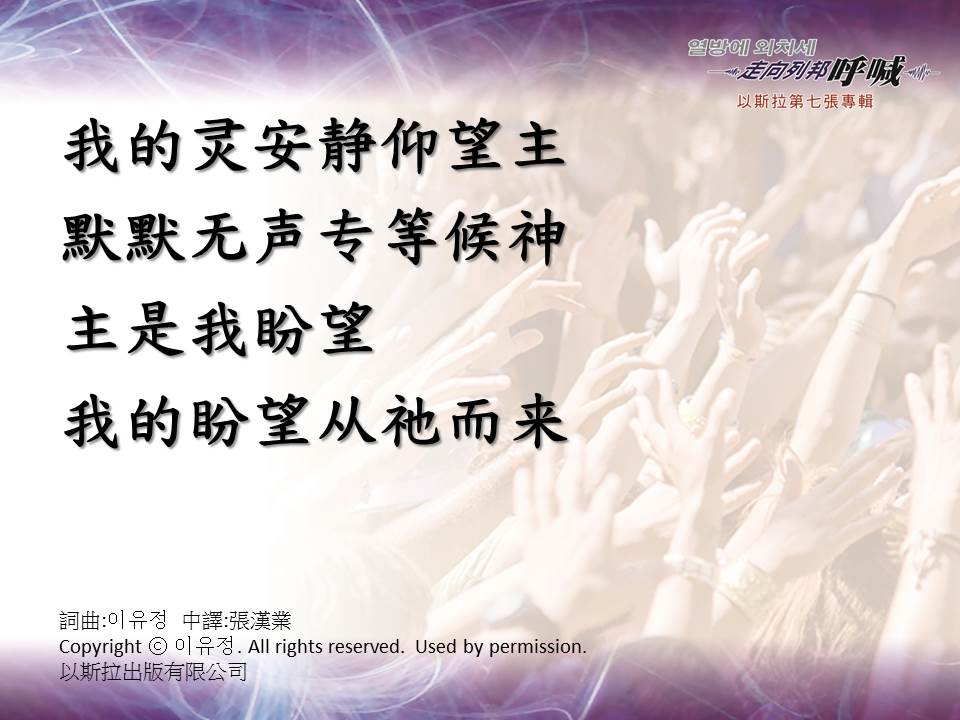 열방에 외치세
走向列邦呼喊
以斯拉第七張專輯
我的灵安静仰望主
默默无声专等候神
主是我盼望
我的盼望从祂而来
詞曲:이유정 中譯:張漢業
Copyright ⓒ 이유정. All rights reserved. Used by permission.
以斯拉出版有限公司